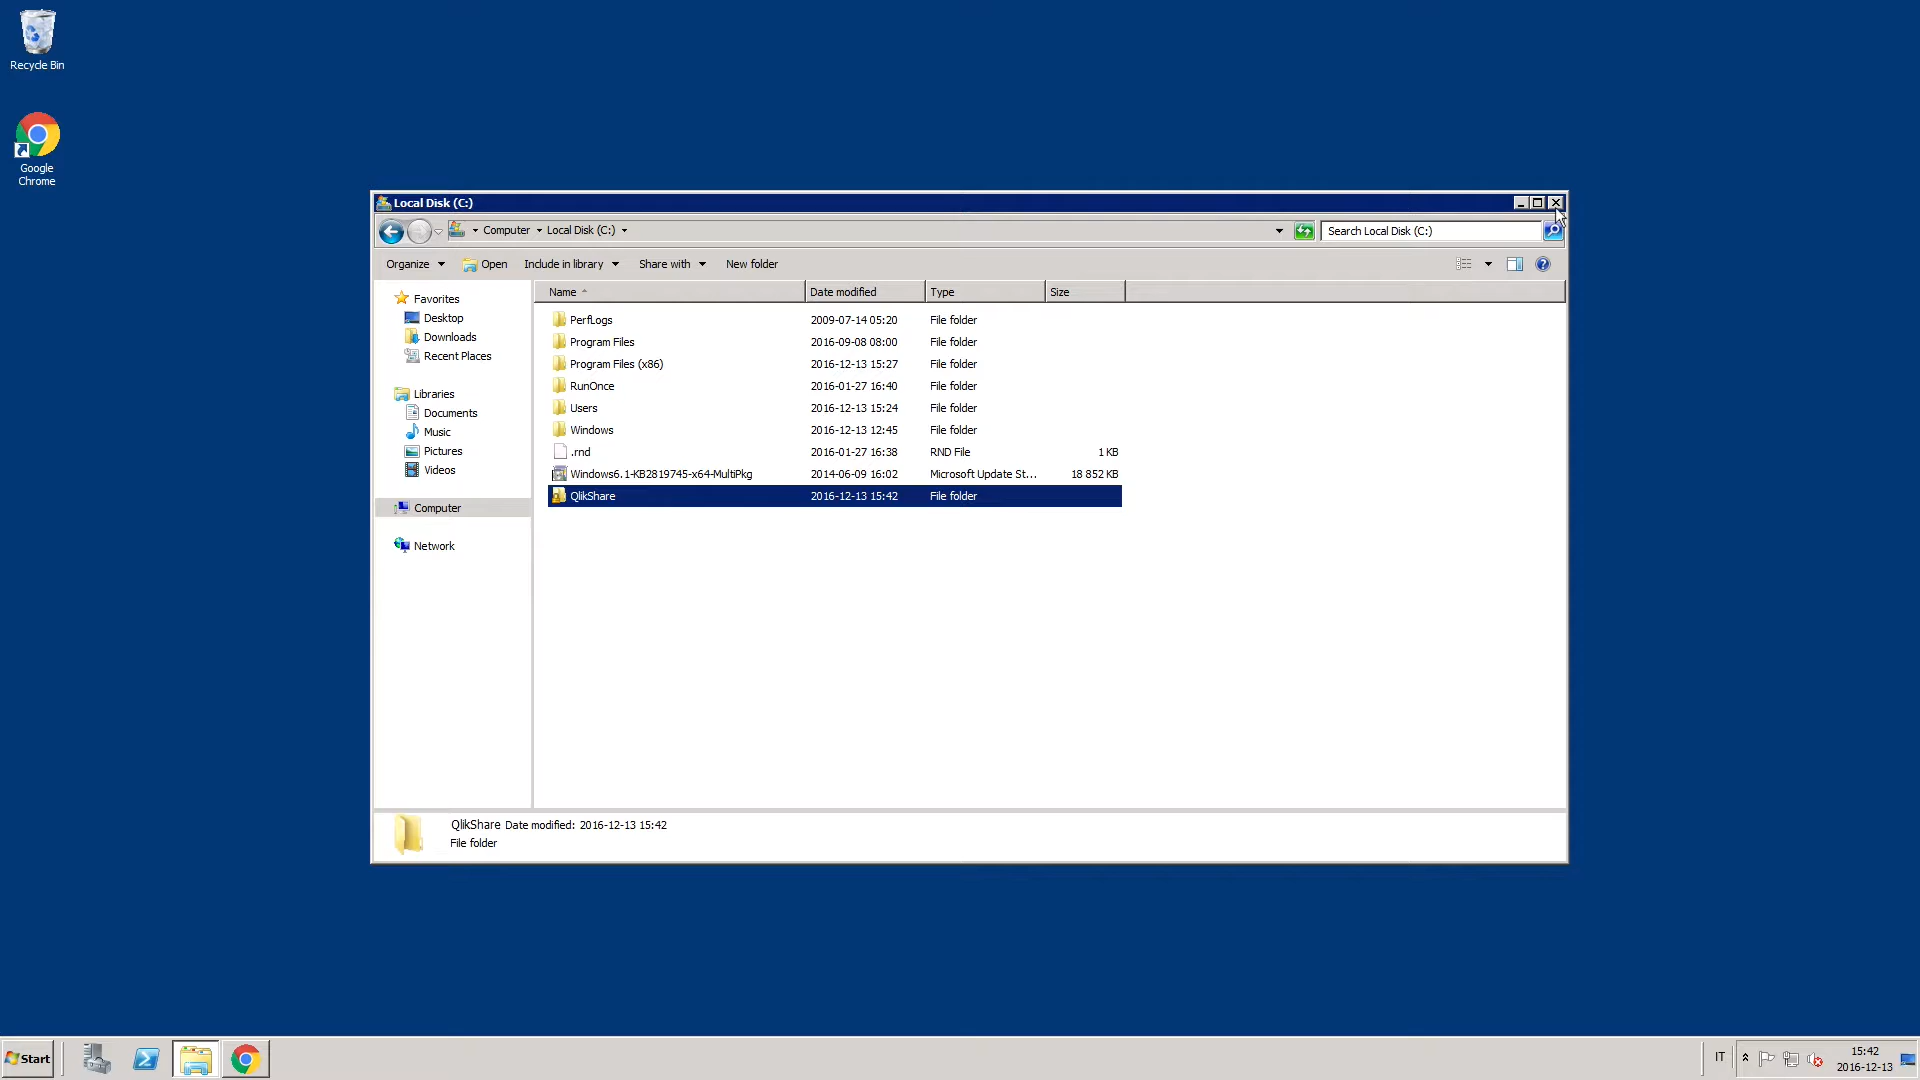 Recycle Bin
Google
Chrome
Local Disk (C:)
Computer Local Disk (C:)
Search Local Disk (C:)
Organize Open Include in library Share with New folder
Name Date modified Type Size
Favorites
Desktop
Downloads
Recent Places
Libraries
Documents
Music
Pictures
Videos
Computer
Network
PerfLogs 2009-07-14 05:20 File folder
Program Files 2016-09-08 08:00 File folder
Program Files (x86) 2016-12-13 15:27 File folder
RunOnce 2016-01-27 16:40 File folder
Users 2016-12-13 15:24 File folder
Windows 2016-12-13 12:45 File folder
.rnd 2016-01-27 16:38 RND File 1 KB
Windows6.1-KB2819745-x64-MultiPkg 2014-06-09 16:02 Microsoft Update St... 18 852 KB
QlikShare 2016-12-13 15:42 File folder
QlikShare Date modified: 2016-12-13 15:42
File folder
Start
IT
15:42
2016-12-13